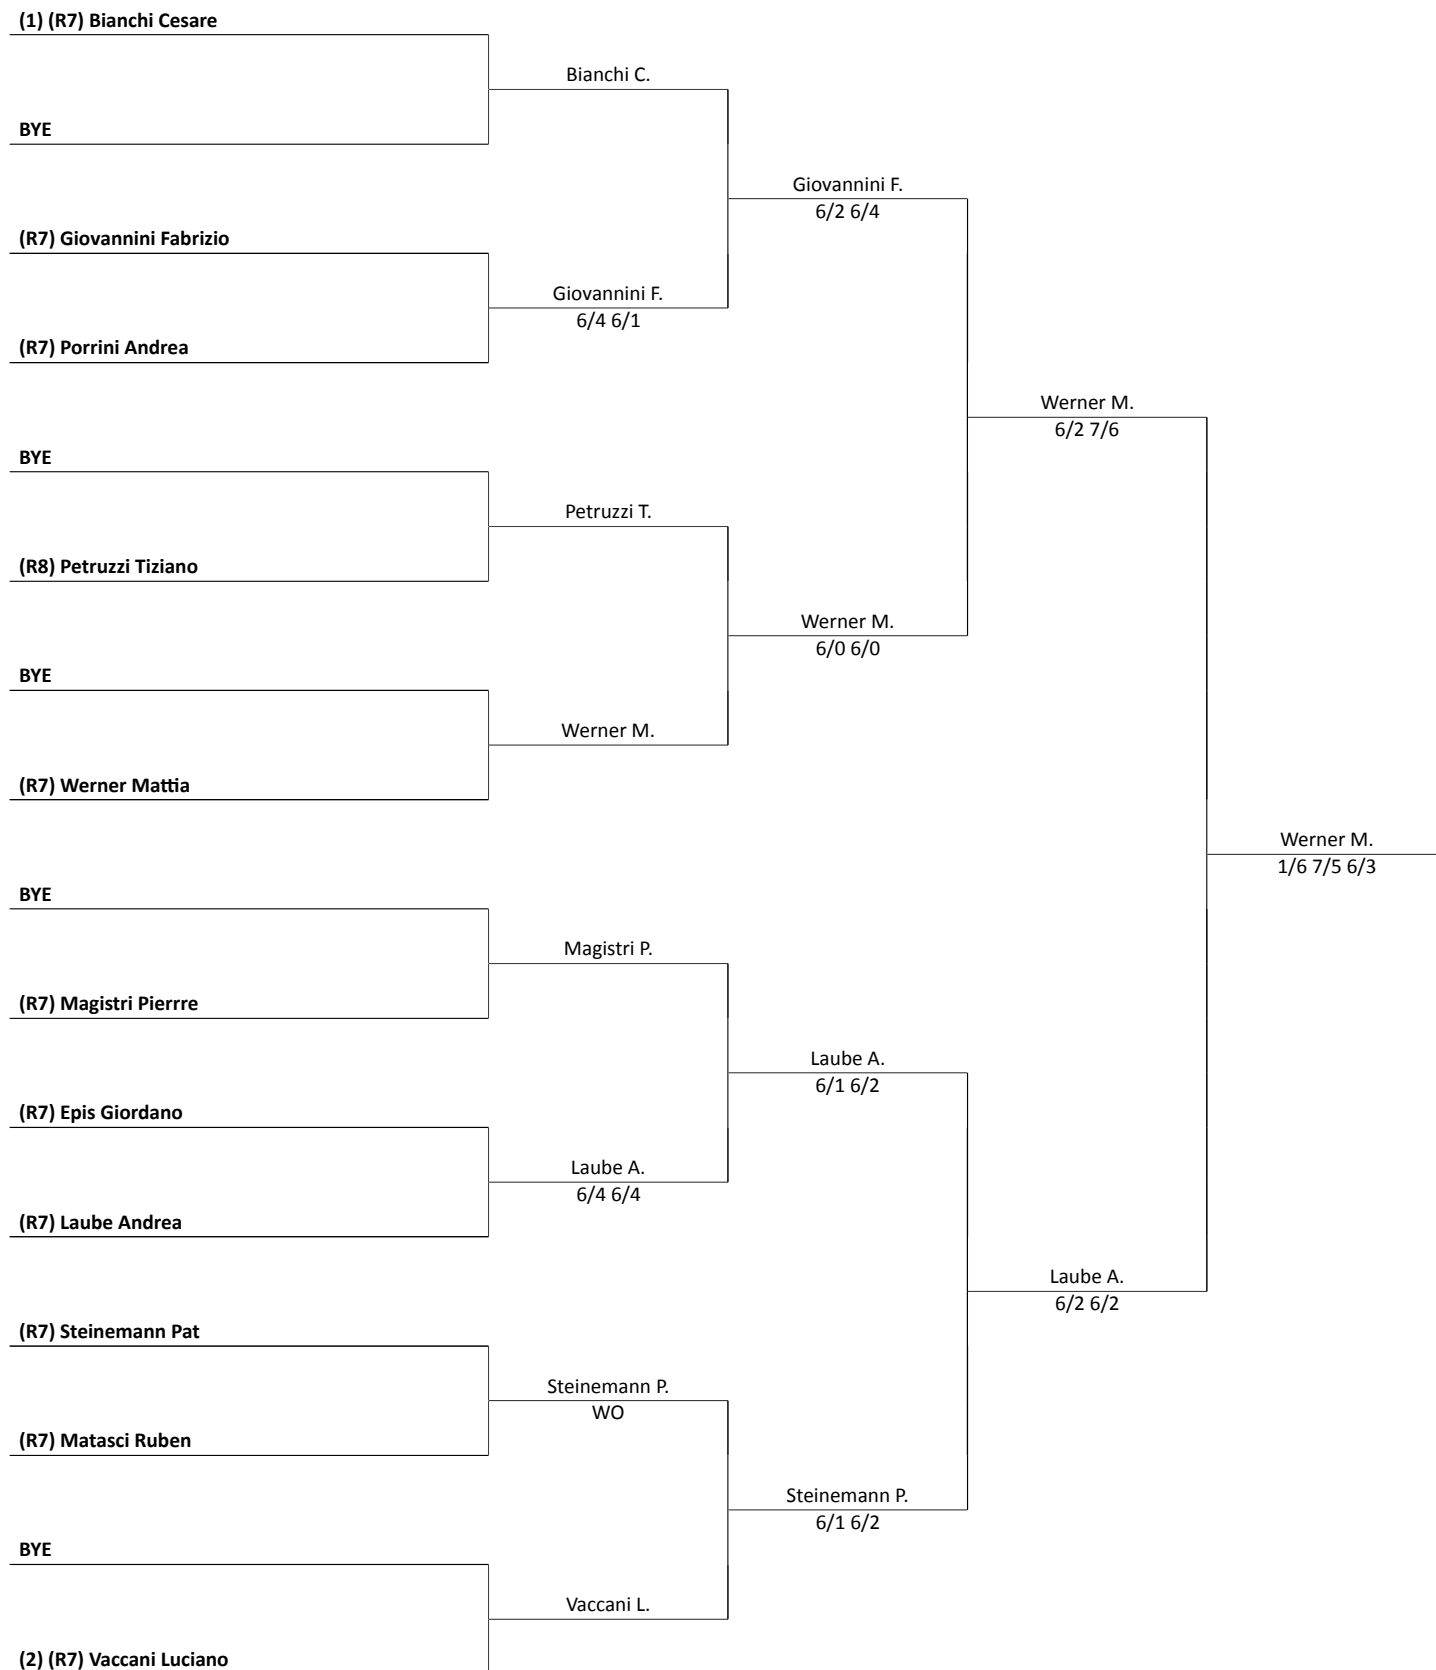 (1) (R7) Bianchi Cesare
Bianchi C.
BYE
Giovannini F.
6/2 6/4
(R7) Giovannini Fabrizio
Giovannini F.
6/4 6/1
(R7) Porrini Andrea
Werner M.
6/2 7/6
BYE
Petruzzi T.
(R8) Petruzzi Tiziano
Werner M.
6/0 6/0
BYE
Werner M.
(R7) Werner Mattia
Werner M.
1/6 7/5 6/3
BYE
Magistri P.
(R7) Magistri Pierrre
Laube A.
6/1 6/2
(R7) Epis Giordano
Laube A.
6/4 6/4
(R7) Laube Andrea
Laube A.
6/2 6/2
(R7) Steinemann Pat
Steinemann P.
WO
(R7) Matasci Ruben
Steinemann P.
6/1 6/2
BYE
Vaccani L.
(2) (R7) Vaccani Luciano